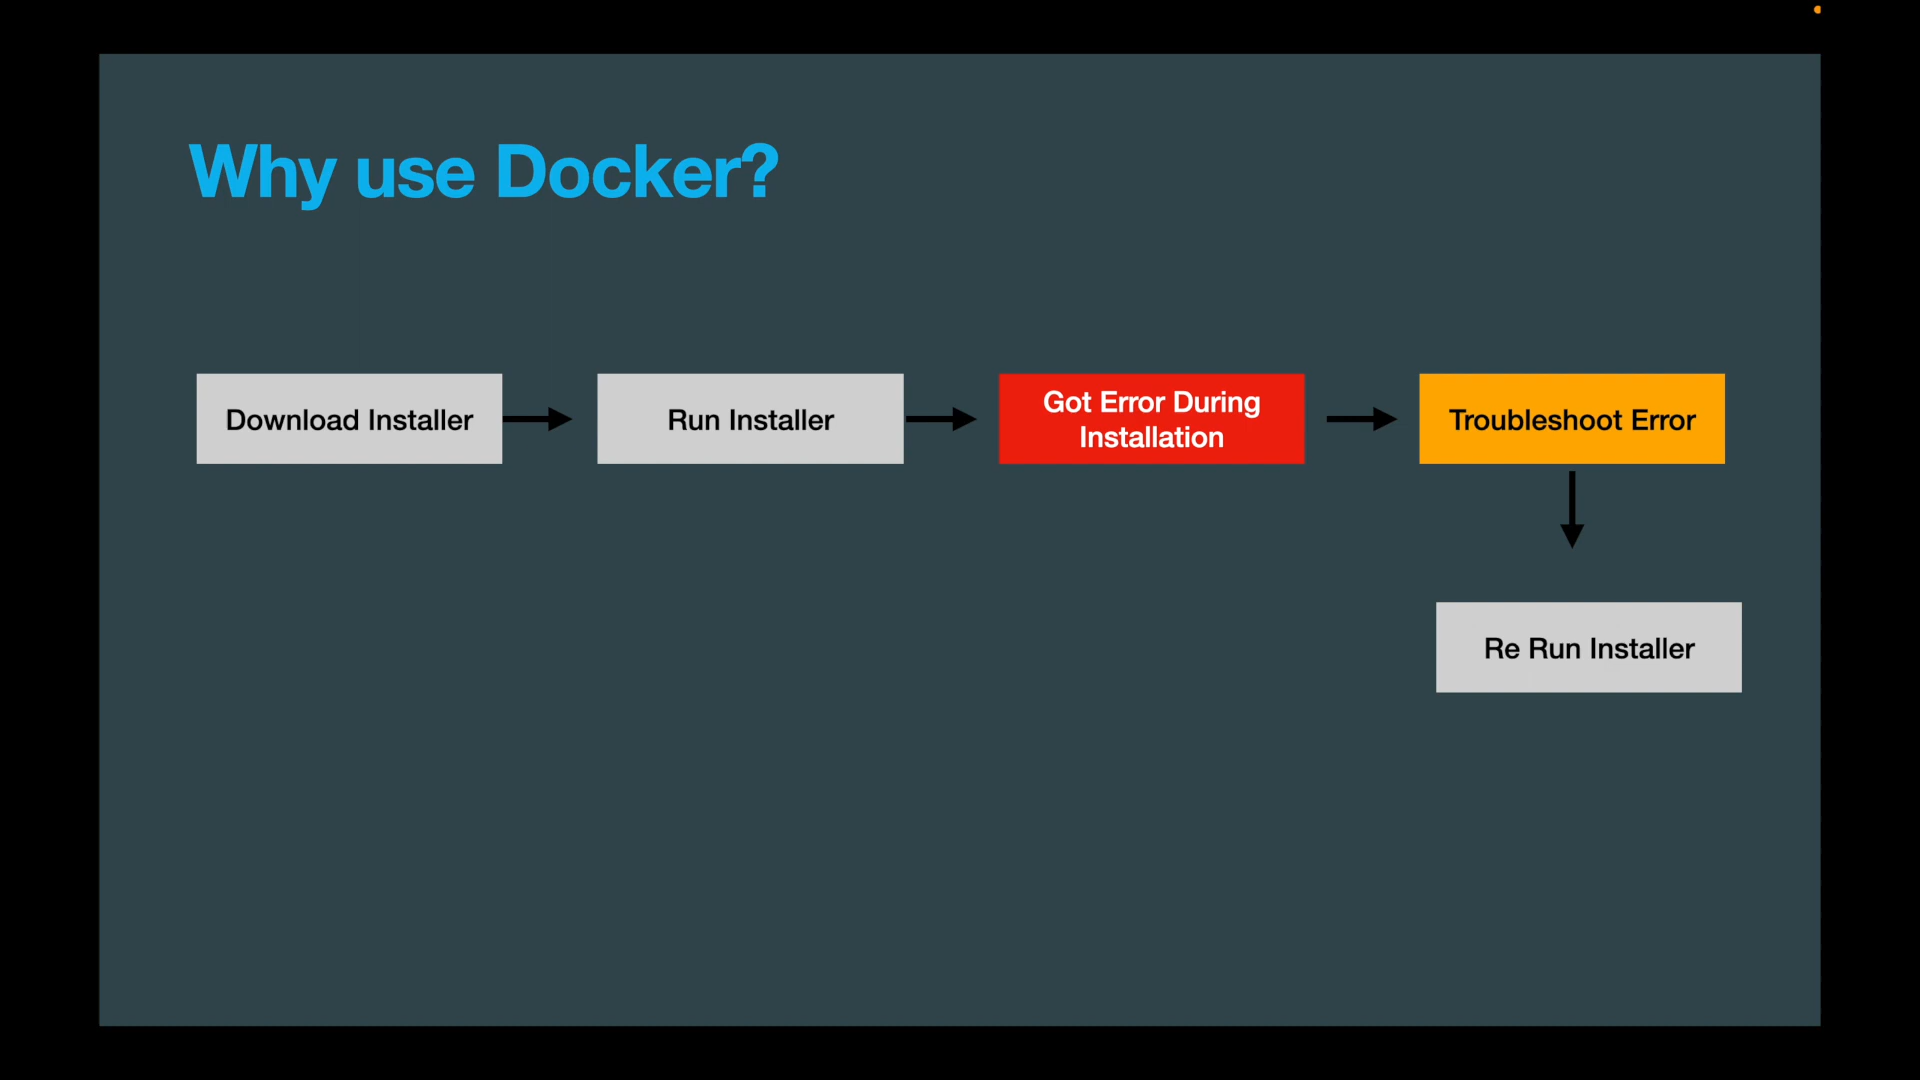 Why use Docker?
Download Installer
Run Installer
Got Error During
Installation
Troubleshoot Error
Re Run Installer